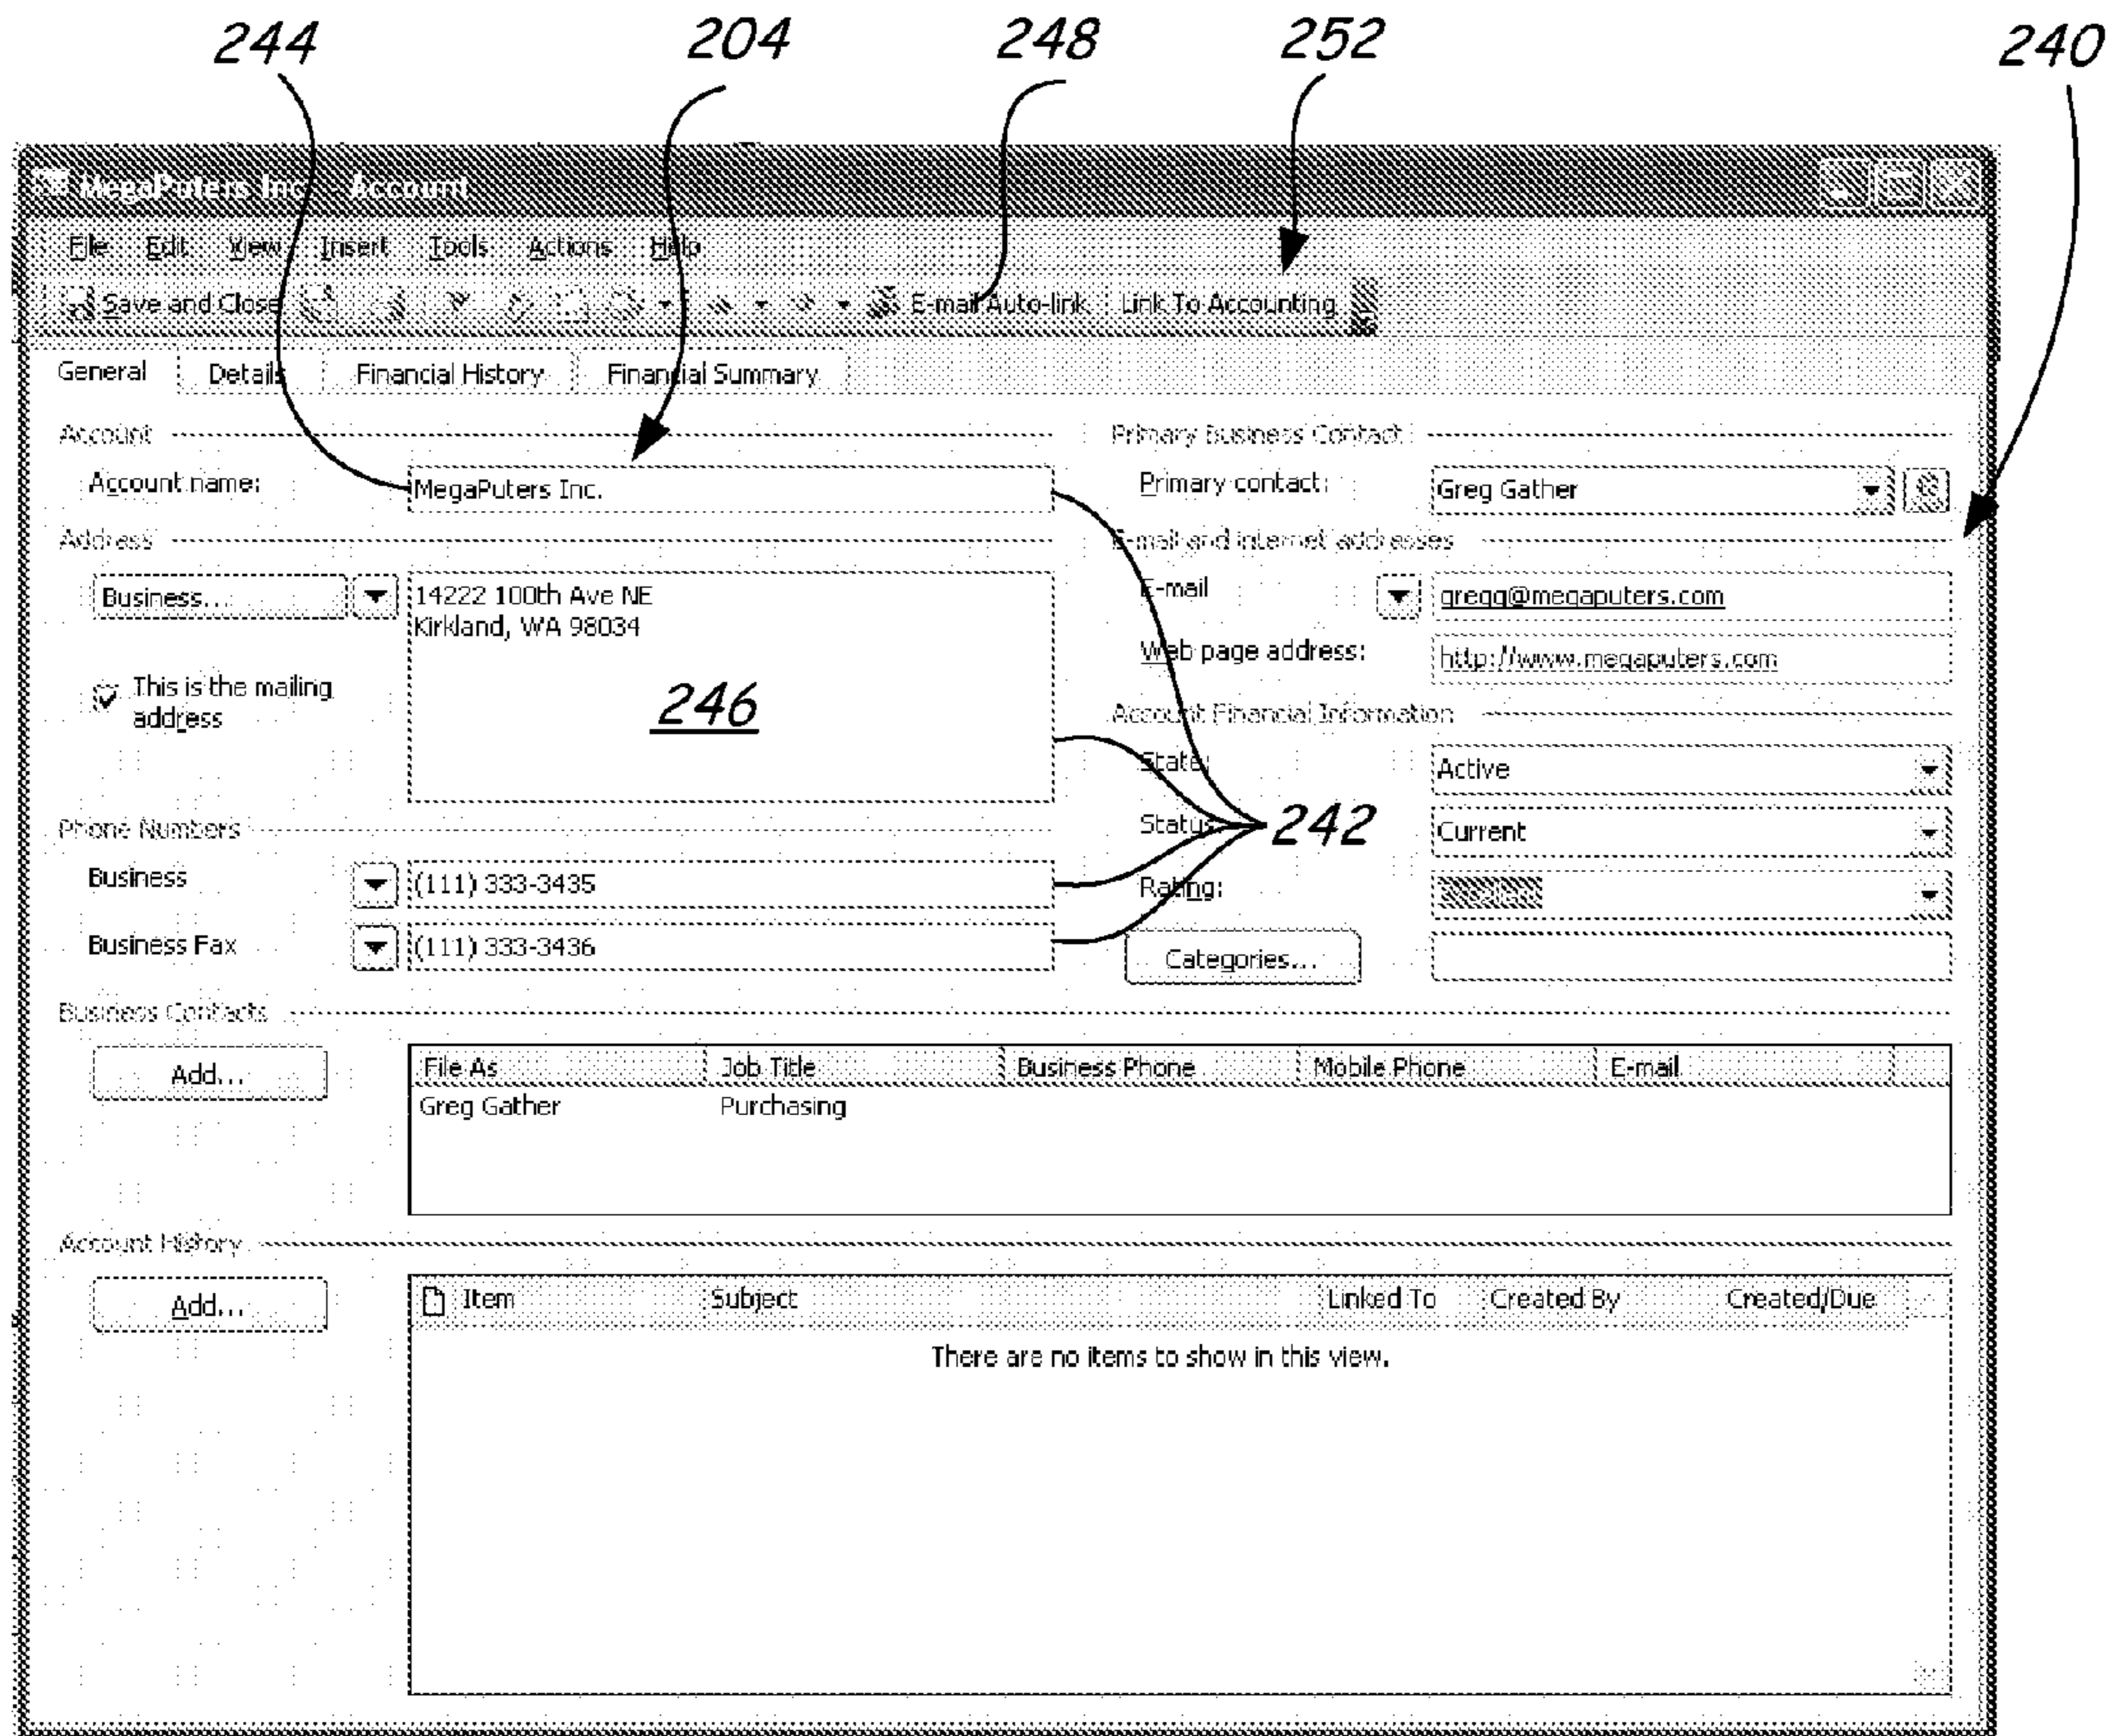 244 204 248 252 240
MegaPuters Inc. - Account
File Edit View Insert Tools Actions Help
Save and Close E-mail Auto-link Link To Accounting
General Details Financial History Financial Summary
Account Primary Business Contact
Account name: MegaPuters Inc. Primary contact: Greg Gather
Address E-mail and internet addresses
Business... 14222 100th Ave NE E-mail gregg@megaputers.com
Kirkland, WA 98034
Web page address: http://www.megaputers.com
This is the mailing
address 246 Account Financial Information
State: Active
Phone Numbers Status 242 Current
Business (111) 333-3435 Rating:
Business Fax (111) 333-3436 Categories...
Business Contacts
Add... File As Job Title Business Phone Mobile Phone E-mail
Greg Gather Purchasing
Account History
Add... Item Subject Linked To Created By Created/Due
There are no items to show in this view.